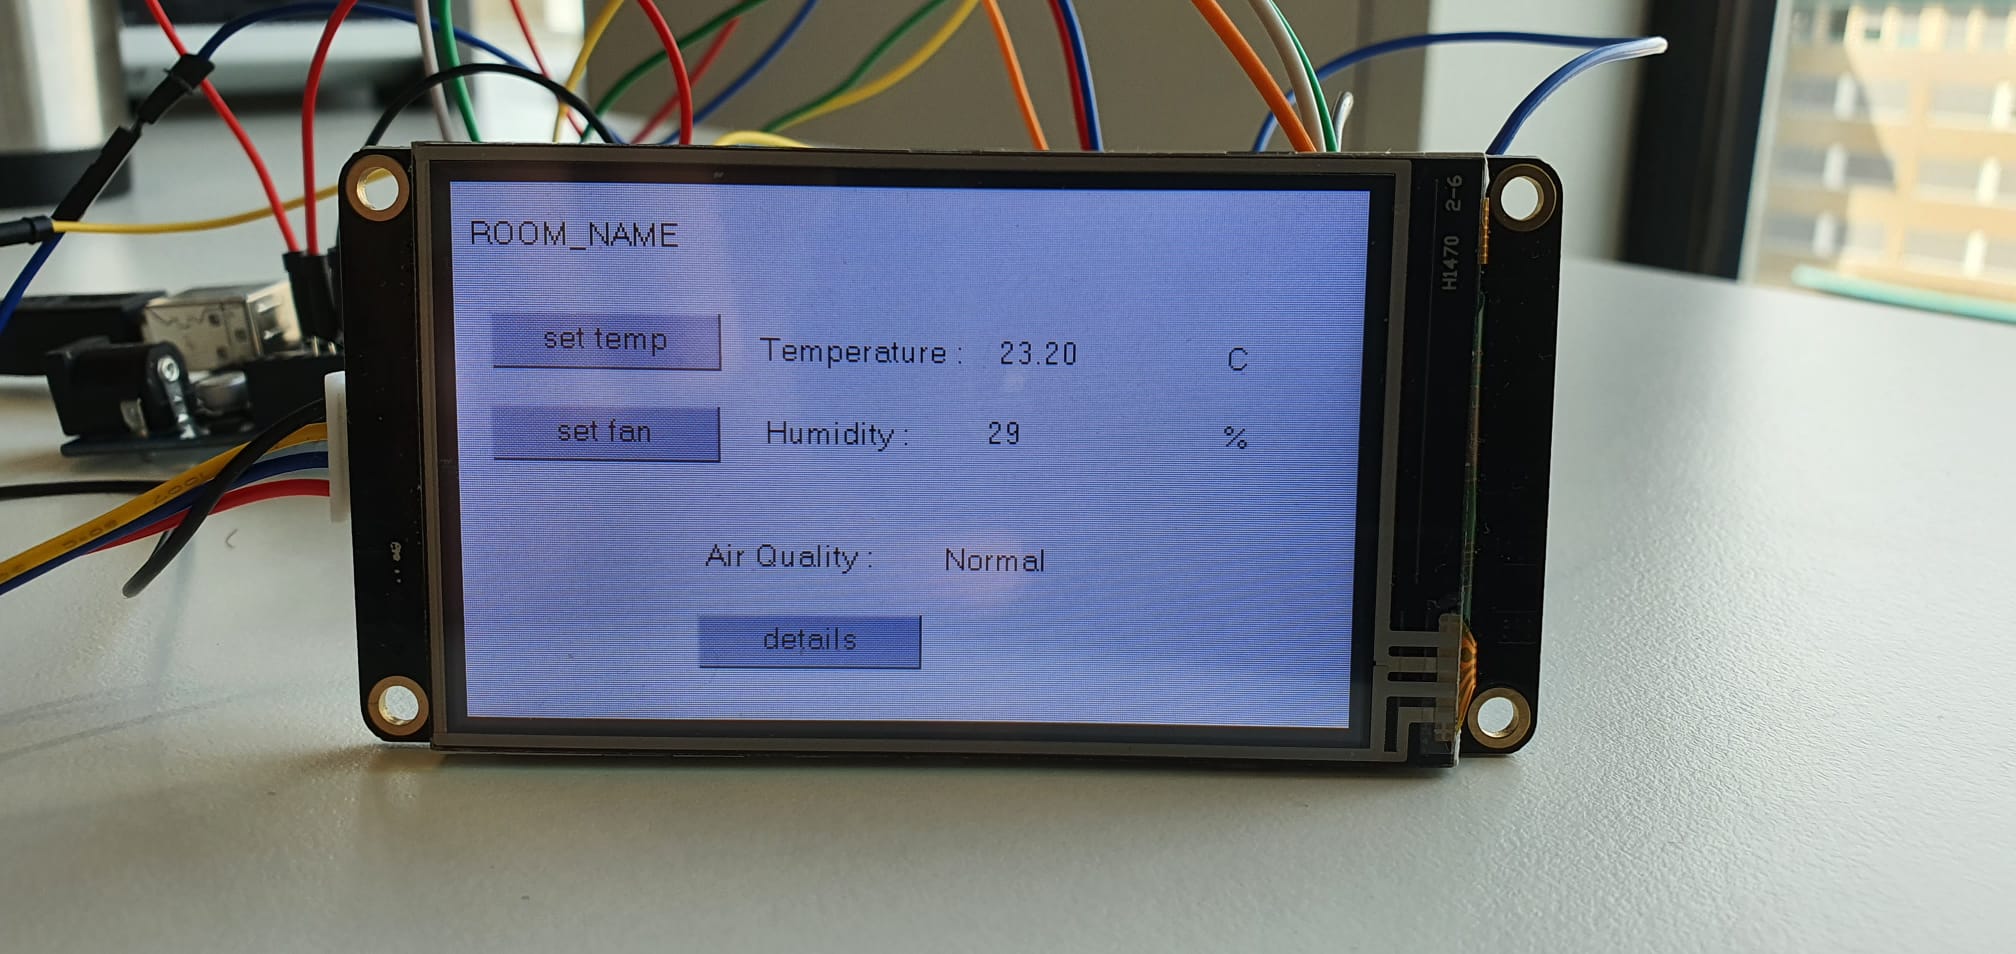 ROOM_NAME
set temp
Temperature : 23.20 C
set fan
Humidity : 29 %
Air Quality : Normal
details
H1470 2-6